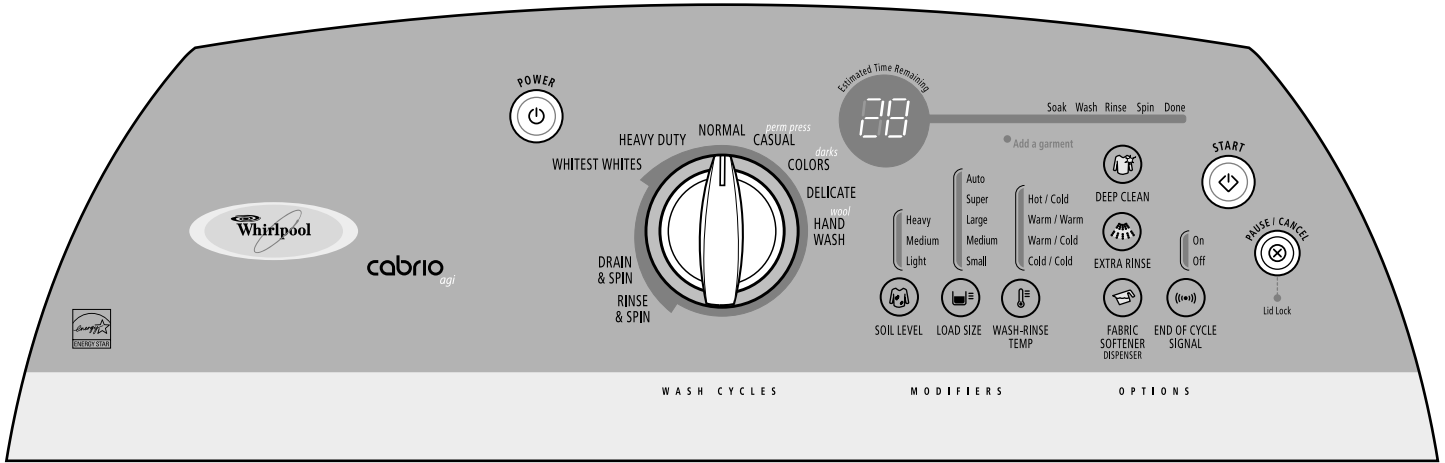 POWER
Estimated Time Remaining
28
Soak Wash Rinse Spin Done
Add a garment
WHITEST WHITES
HEAVY DUTY
NORMAL
perm press
CASUAL
darks
COLORS
DELICATE
wool
HAND
WASH
DRAIN
& SPIN
RINSE
& SPIN
Whirlpool
cabrio
agi
energy
ENERGY STAR
Heavy
Medium
Light
SOIL LEVEL
Auto
Super
Large
Medium
Small
LOAD SIZE
Hot / Cold
Warm / Warm
Warm / Cold
Cold / Cold
WASH-RINSE
TEMP
DEEP CLEAN
EXTRA RINSE
FABRIC
SOFTENER
DISPENSER
On
Off
END OF CYCLE
SIGNAL
START
PAUSE / CANCEL
Lid Lock
WASH CYCLES
MODIFIERS
OPTIONS